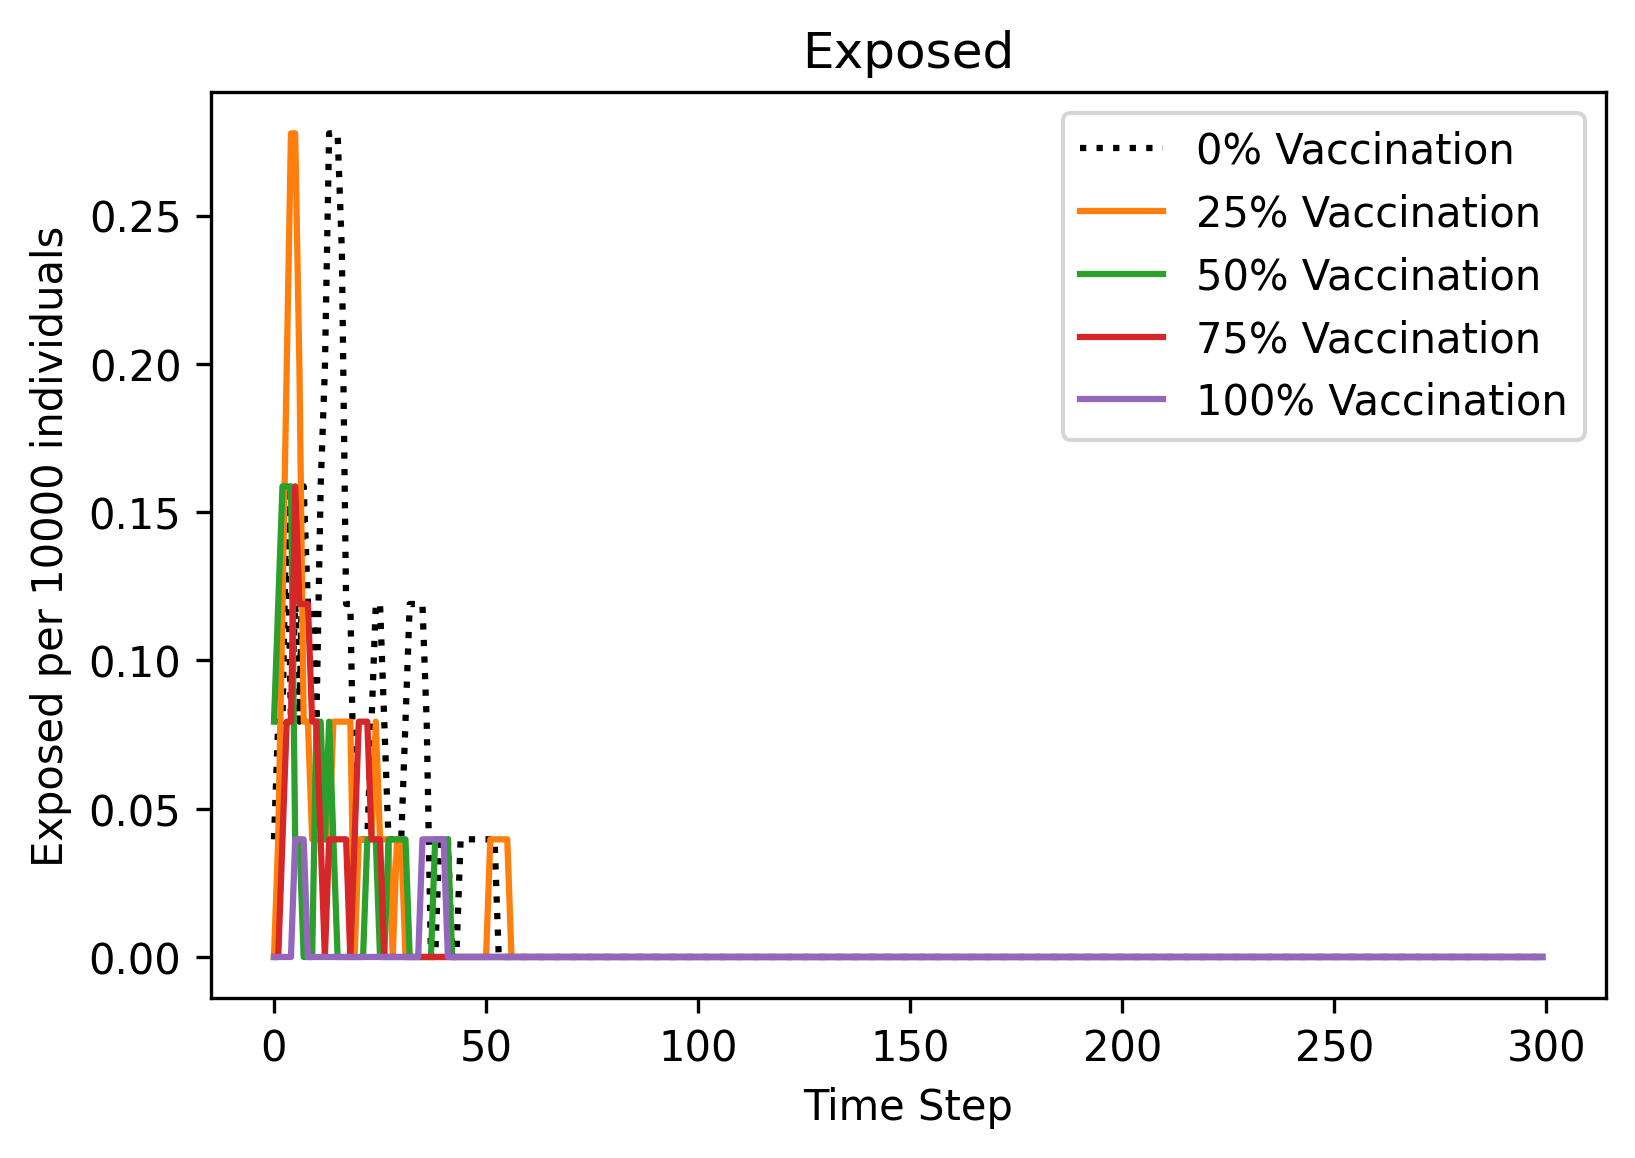 Exposed
0% Vaccination
25% Vaccination
50% Vaccination
75% Vaccination
100% Vaccination
Exposed per 10000 individuals
0.25
0.20
0.15
0.10
0.05
0.00
0 50 100 150 200 250 300
Time Step